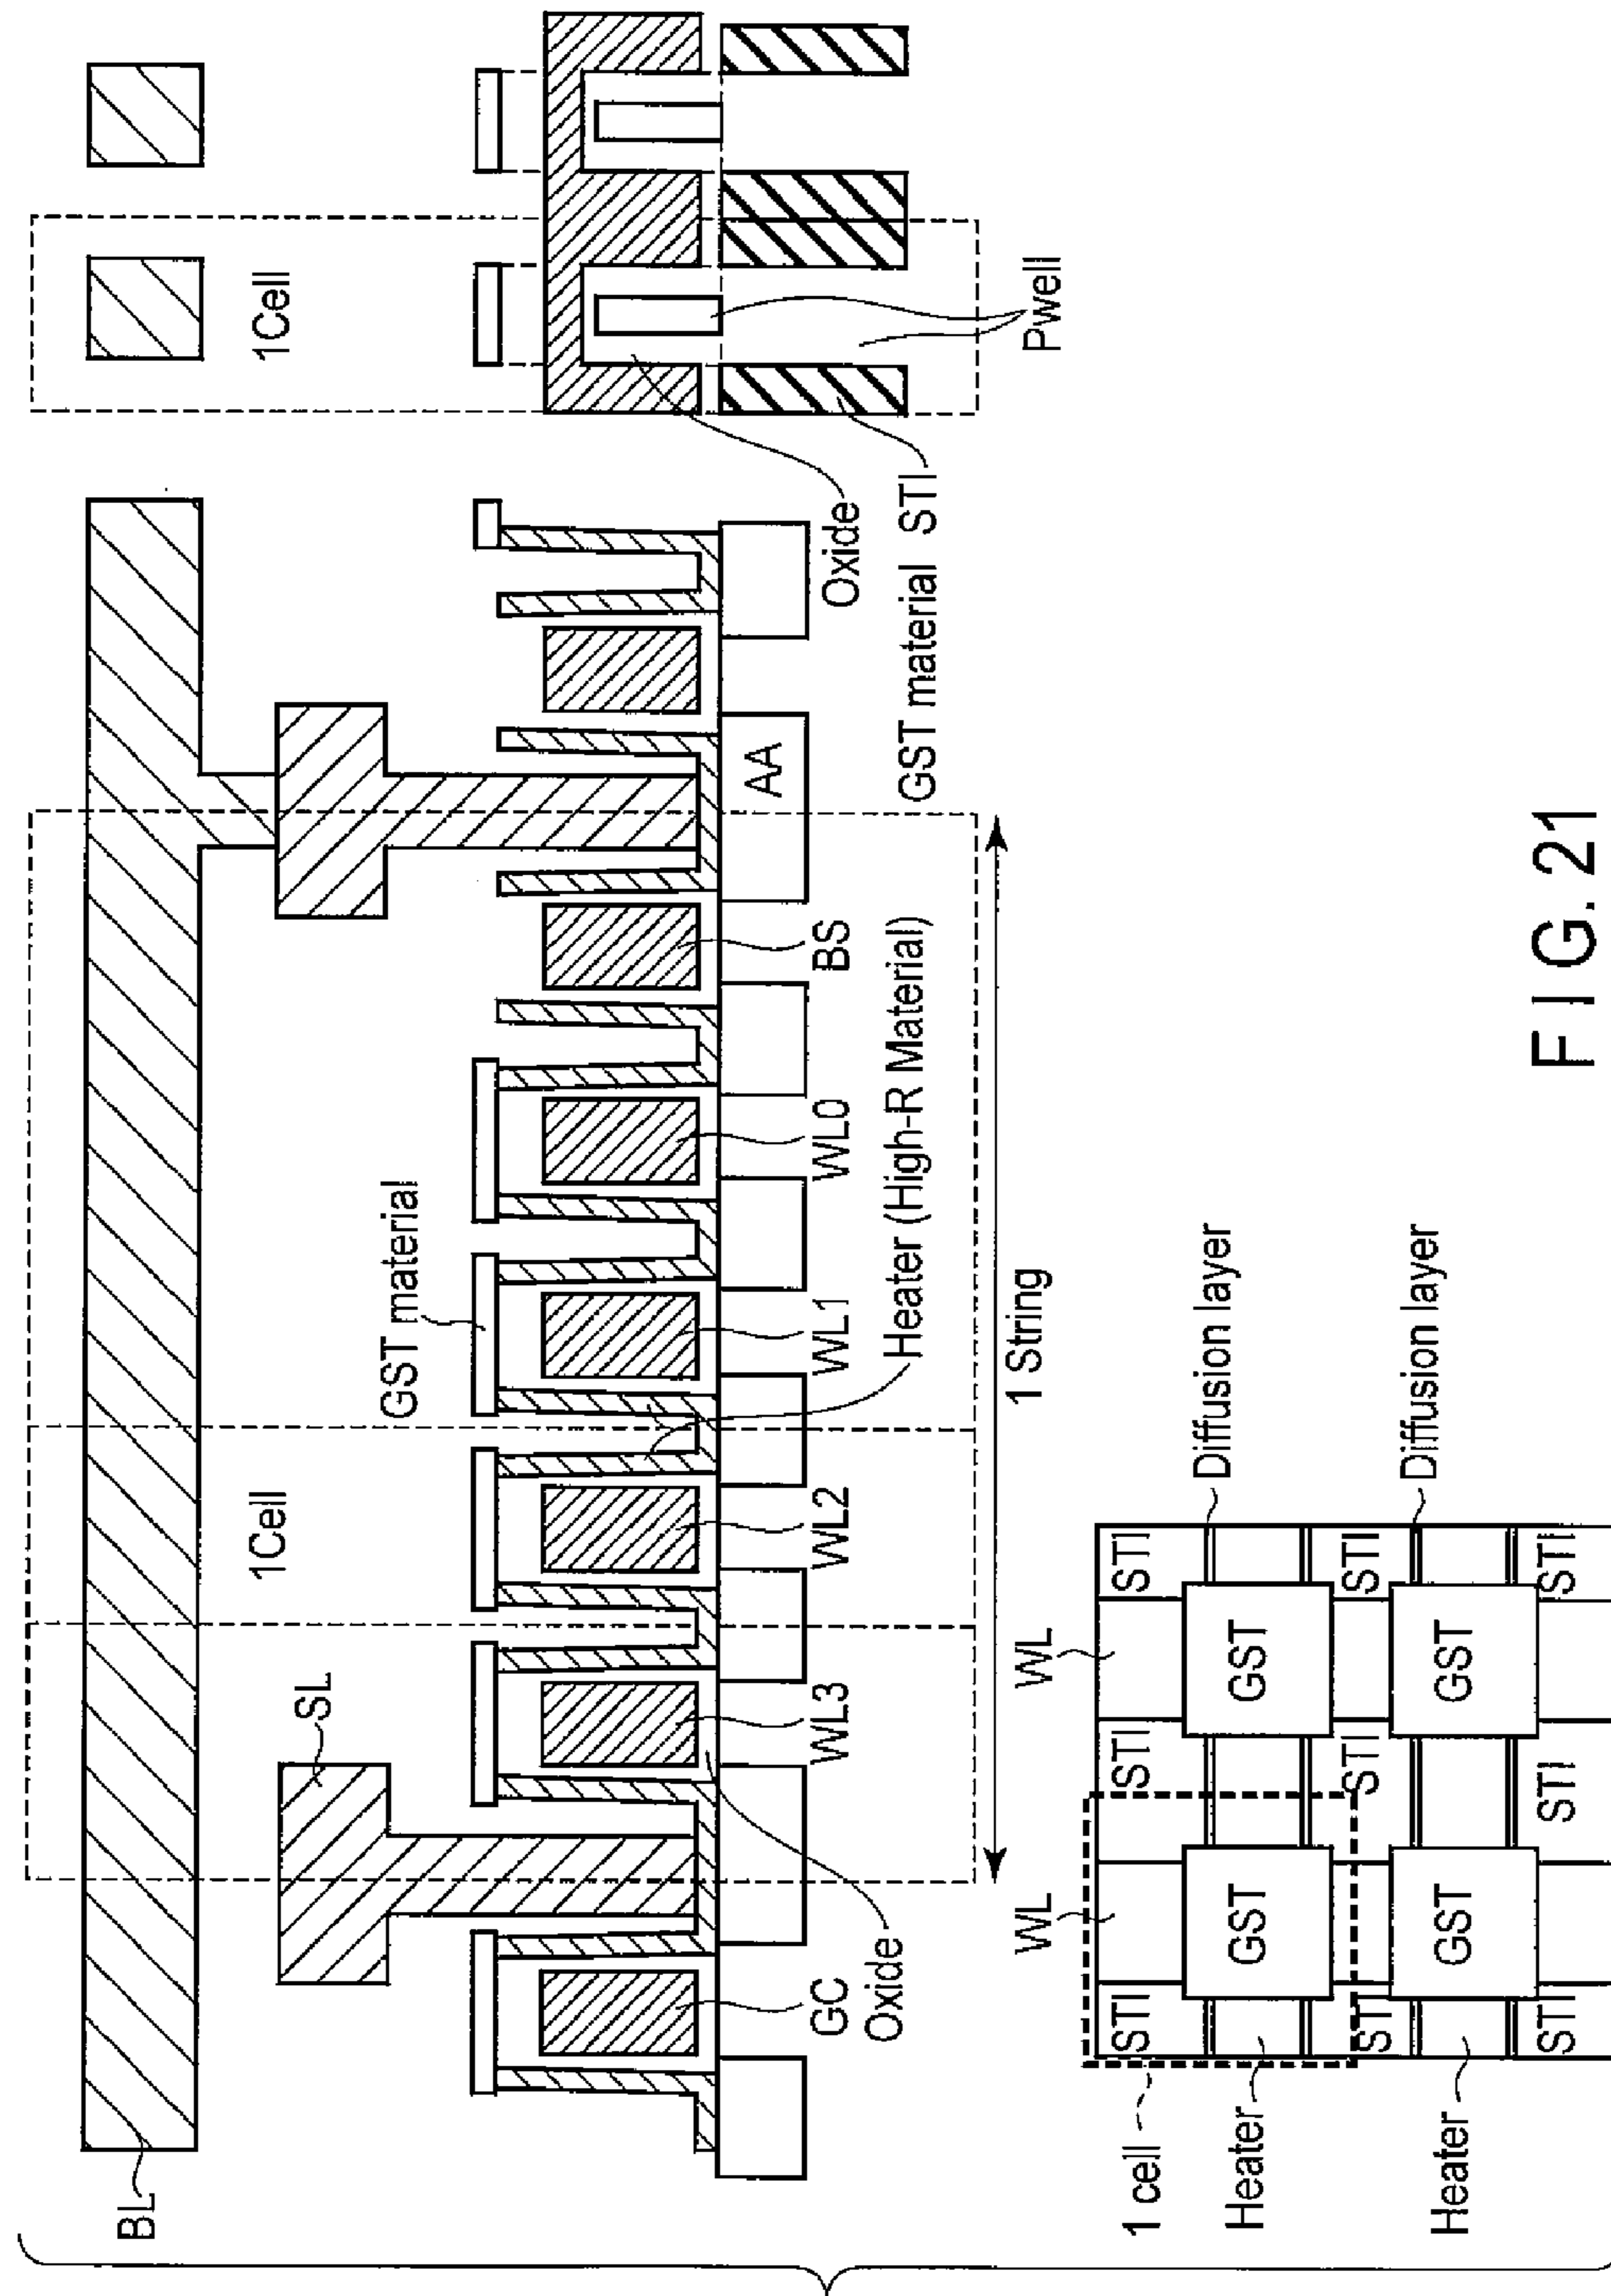 BL
SL
1Cell
GST material
1Cell
GC
Oxide
WL3
WL2
WL1
WL0
BS
AA
Heater (High-R Material)
1 String
Oxide
GST material
STI
Pwell
WL
WL
1 cell
Heater
Heater
STI
STI
STI
GST
GST
Diffusion layer
STI
STI
STI
GST
GST
Diffusion layer
STI
STI
STI
FIG. 21